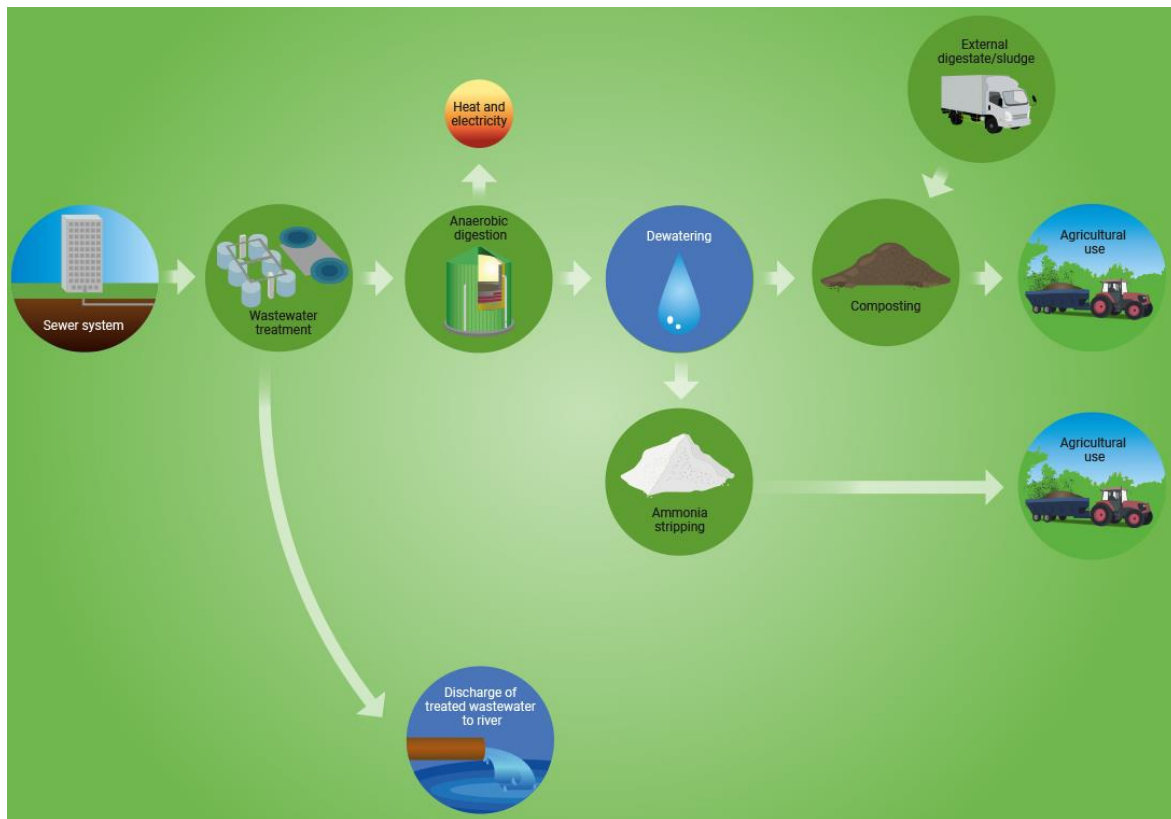 External
digestate/sludge
Heat and
electricity
Sewer system
Wastewater
treatment
Anaerobic
digestion
Dewatering
Composting
Agricultural
use
Ammonia
stripping
Agricultural
use
Discharge of
treated wastewater
to river